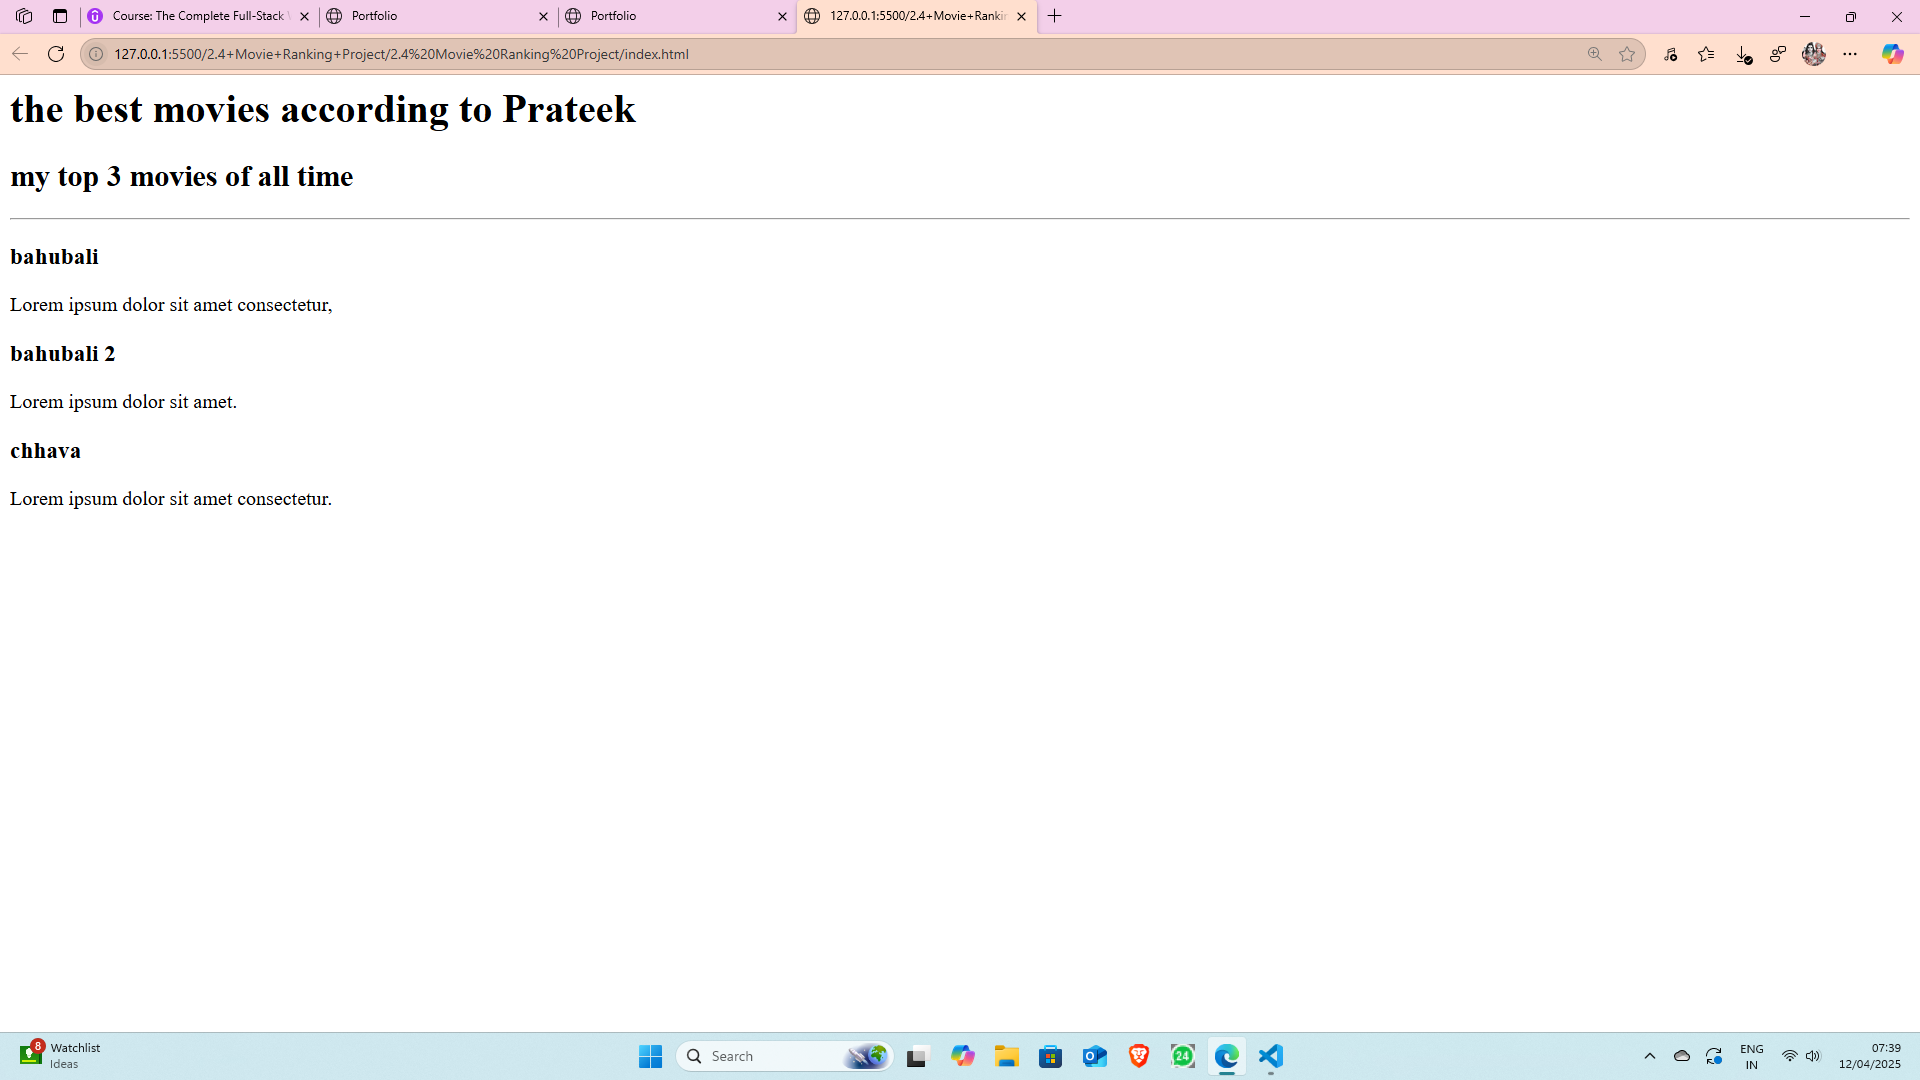 Course: The Complete Full-Stack
Portfolio
Portfolio
127.0.0.1:5500/2.4+Movie+Rankin
127.0.0.1:5500/2.4+Movie+Ranking+Project/2.4%20Movie%20Ranking%20Project/index.html
the best movies according to Prateek
my top 3 movies of all time
bahubali
Lorem ipsum dolor sit amet consectetur,
bahubali 2
Lorem ipsum dolor sit amet.
chhava
Lorem ipsum dolor sit amet consectetur.
8
Watchlist
Ideas
Search
24
ENG
IN
07:39
12/04/2025